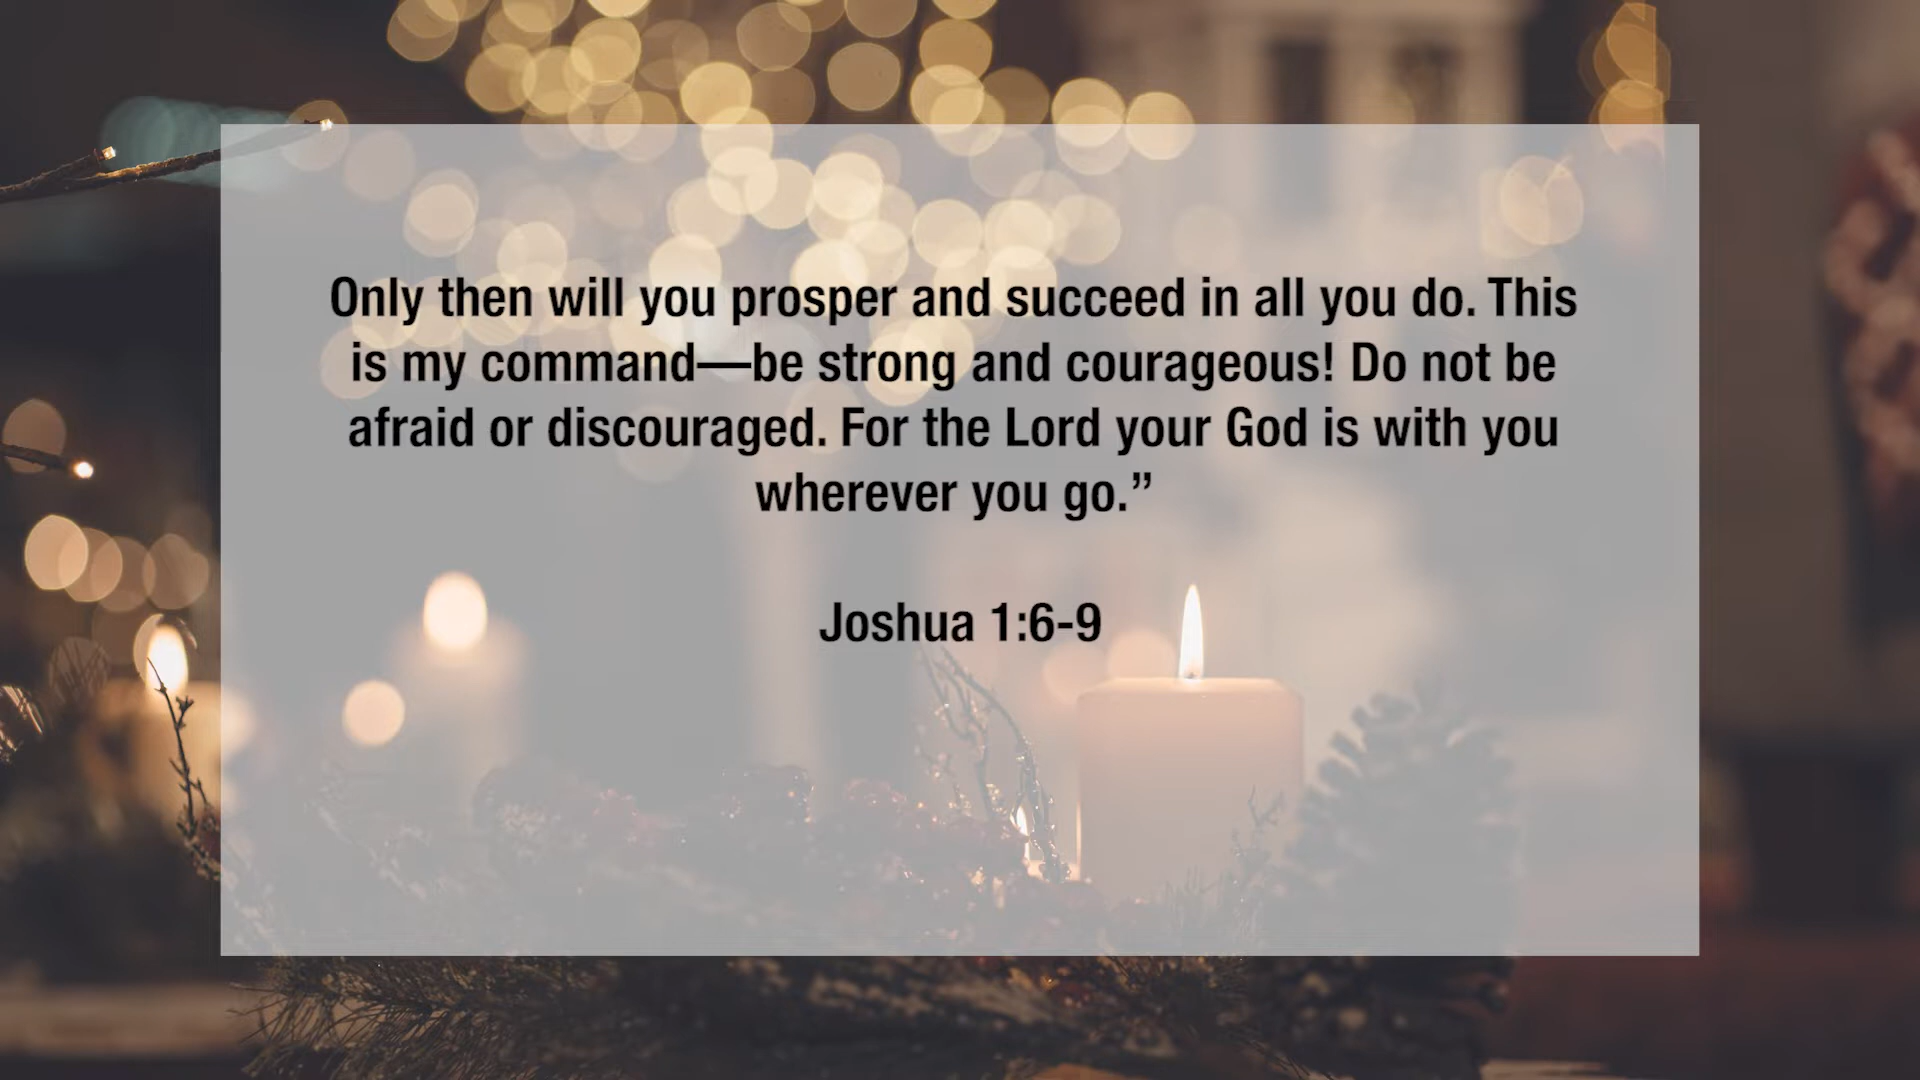 Only then will you prosper and succeed in all you do. This
is my command—be strong and courageous! Do not be
afraid or discouraged. For the Lord your God is with you
wherever you go.”
Joshua 1:6-9